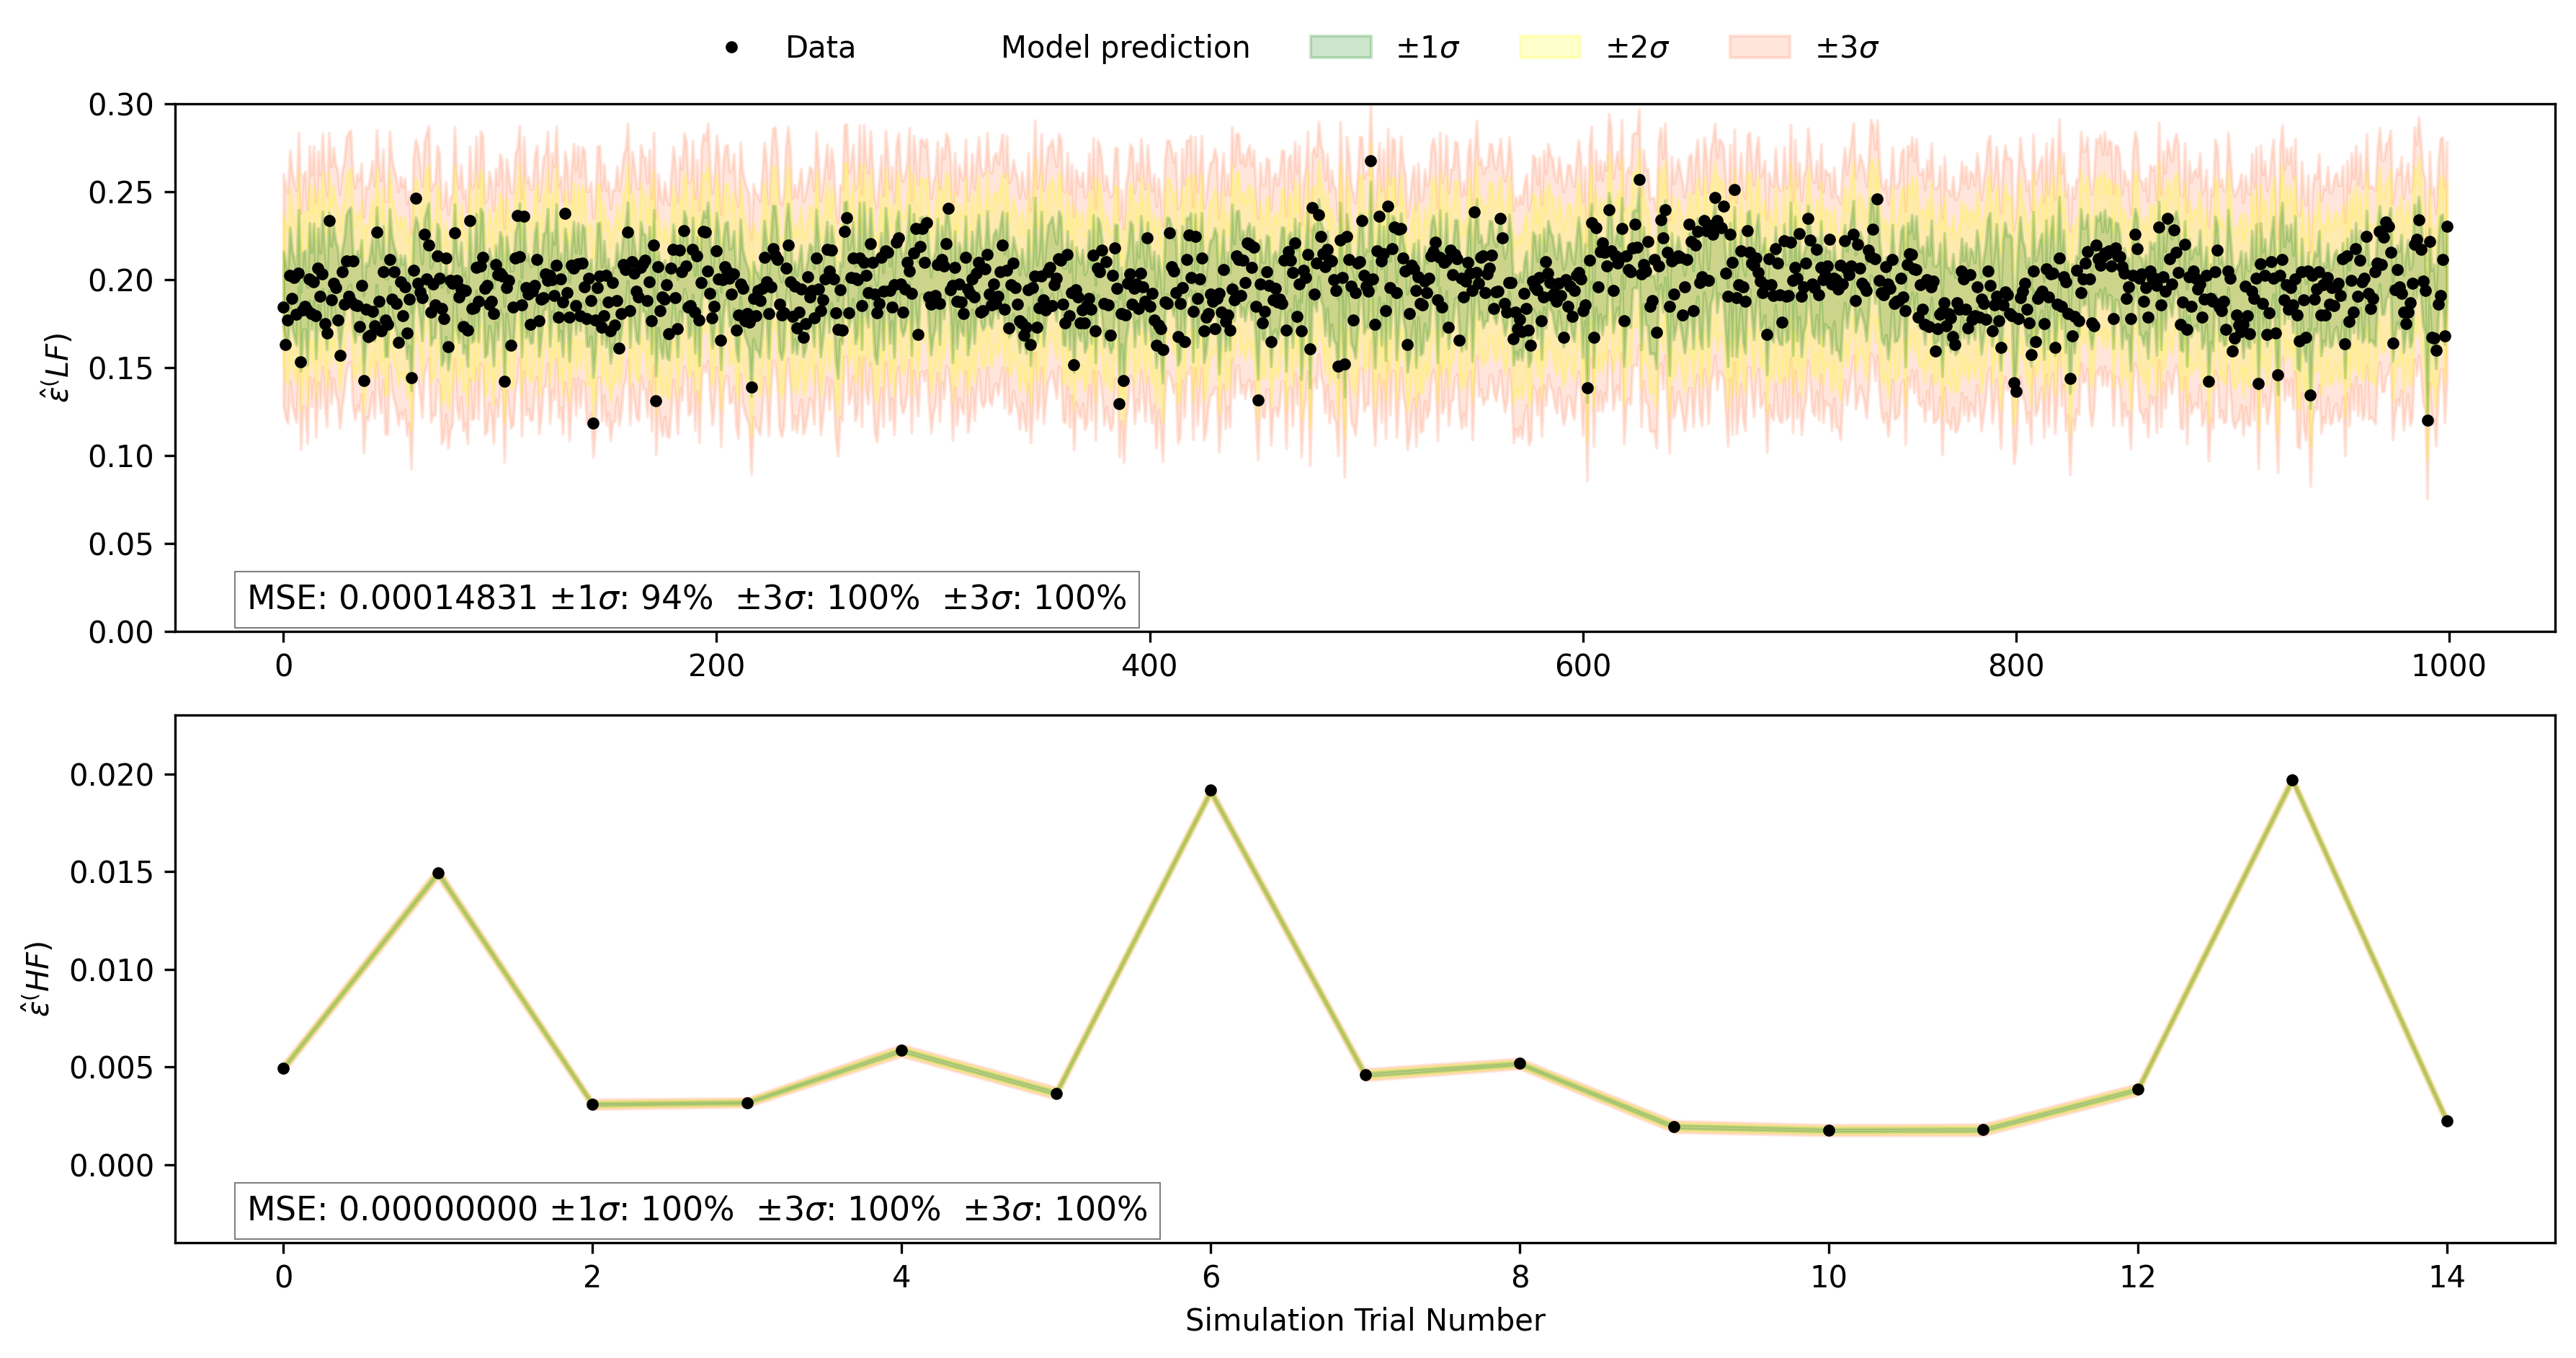 Data Model prediction ±1σ ±2σ ±3σ
0.30
0.25
0.20
0.15
0.10
0.05
0.00
ε̂⁽LF)
MSE: 0.00014831 ±1σ: 94% ±3σ: 100% ±3σ: 100%
0 200 400 600 800 1000
0.020
0.015
0.010
0.005
0.000
ε̂⁽HF)
MSE: 0.00000000 ±1σ: 100% ±3σ: 100% ±3σ: 100%
0 2 4 6 8 10 12 14
Simulation Trial Number